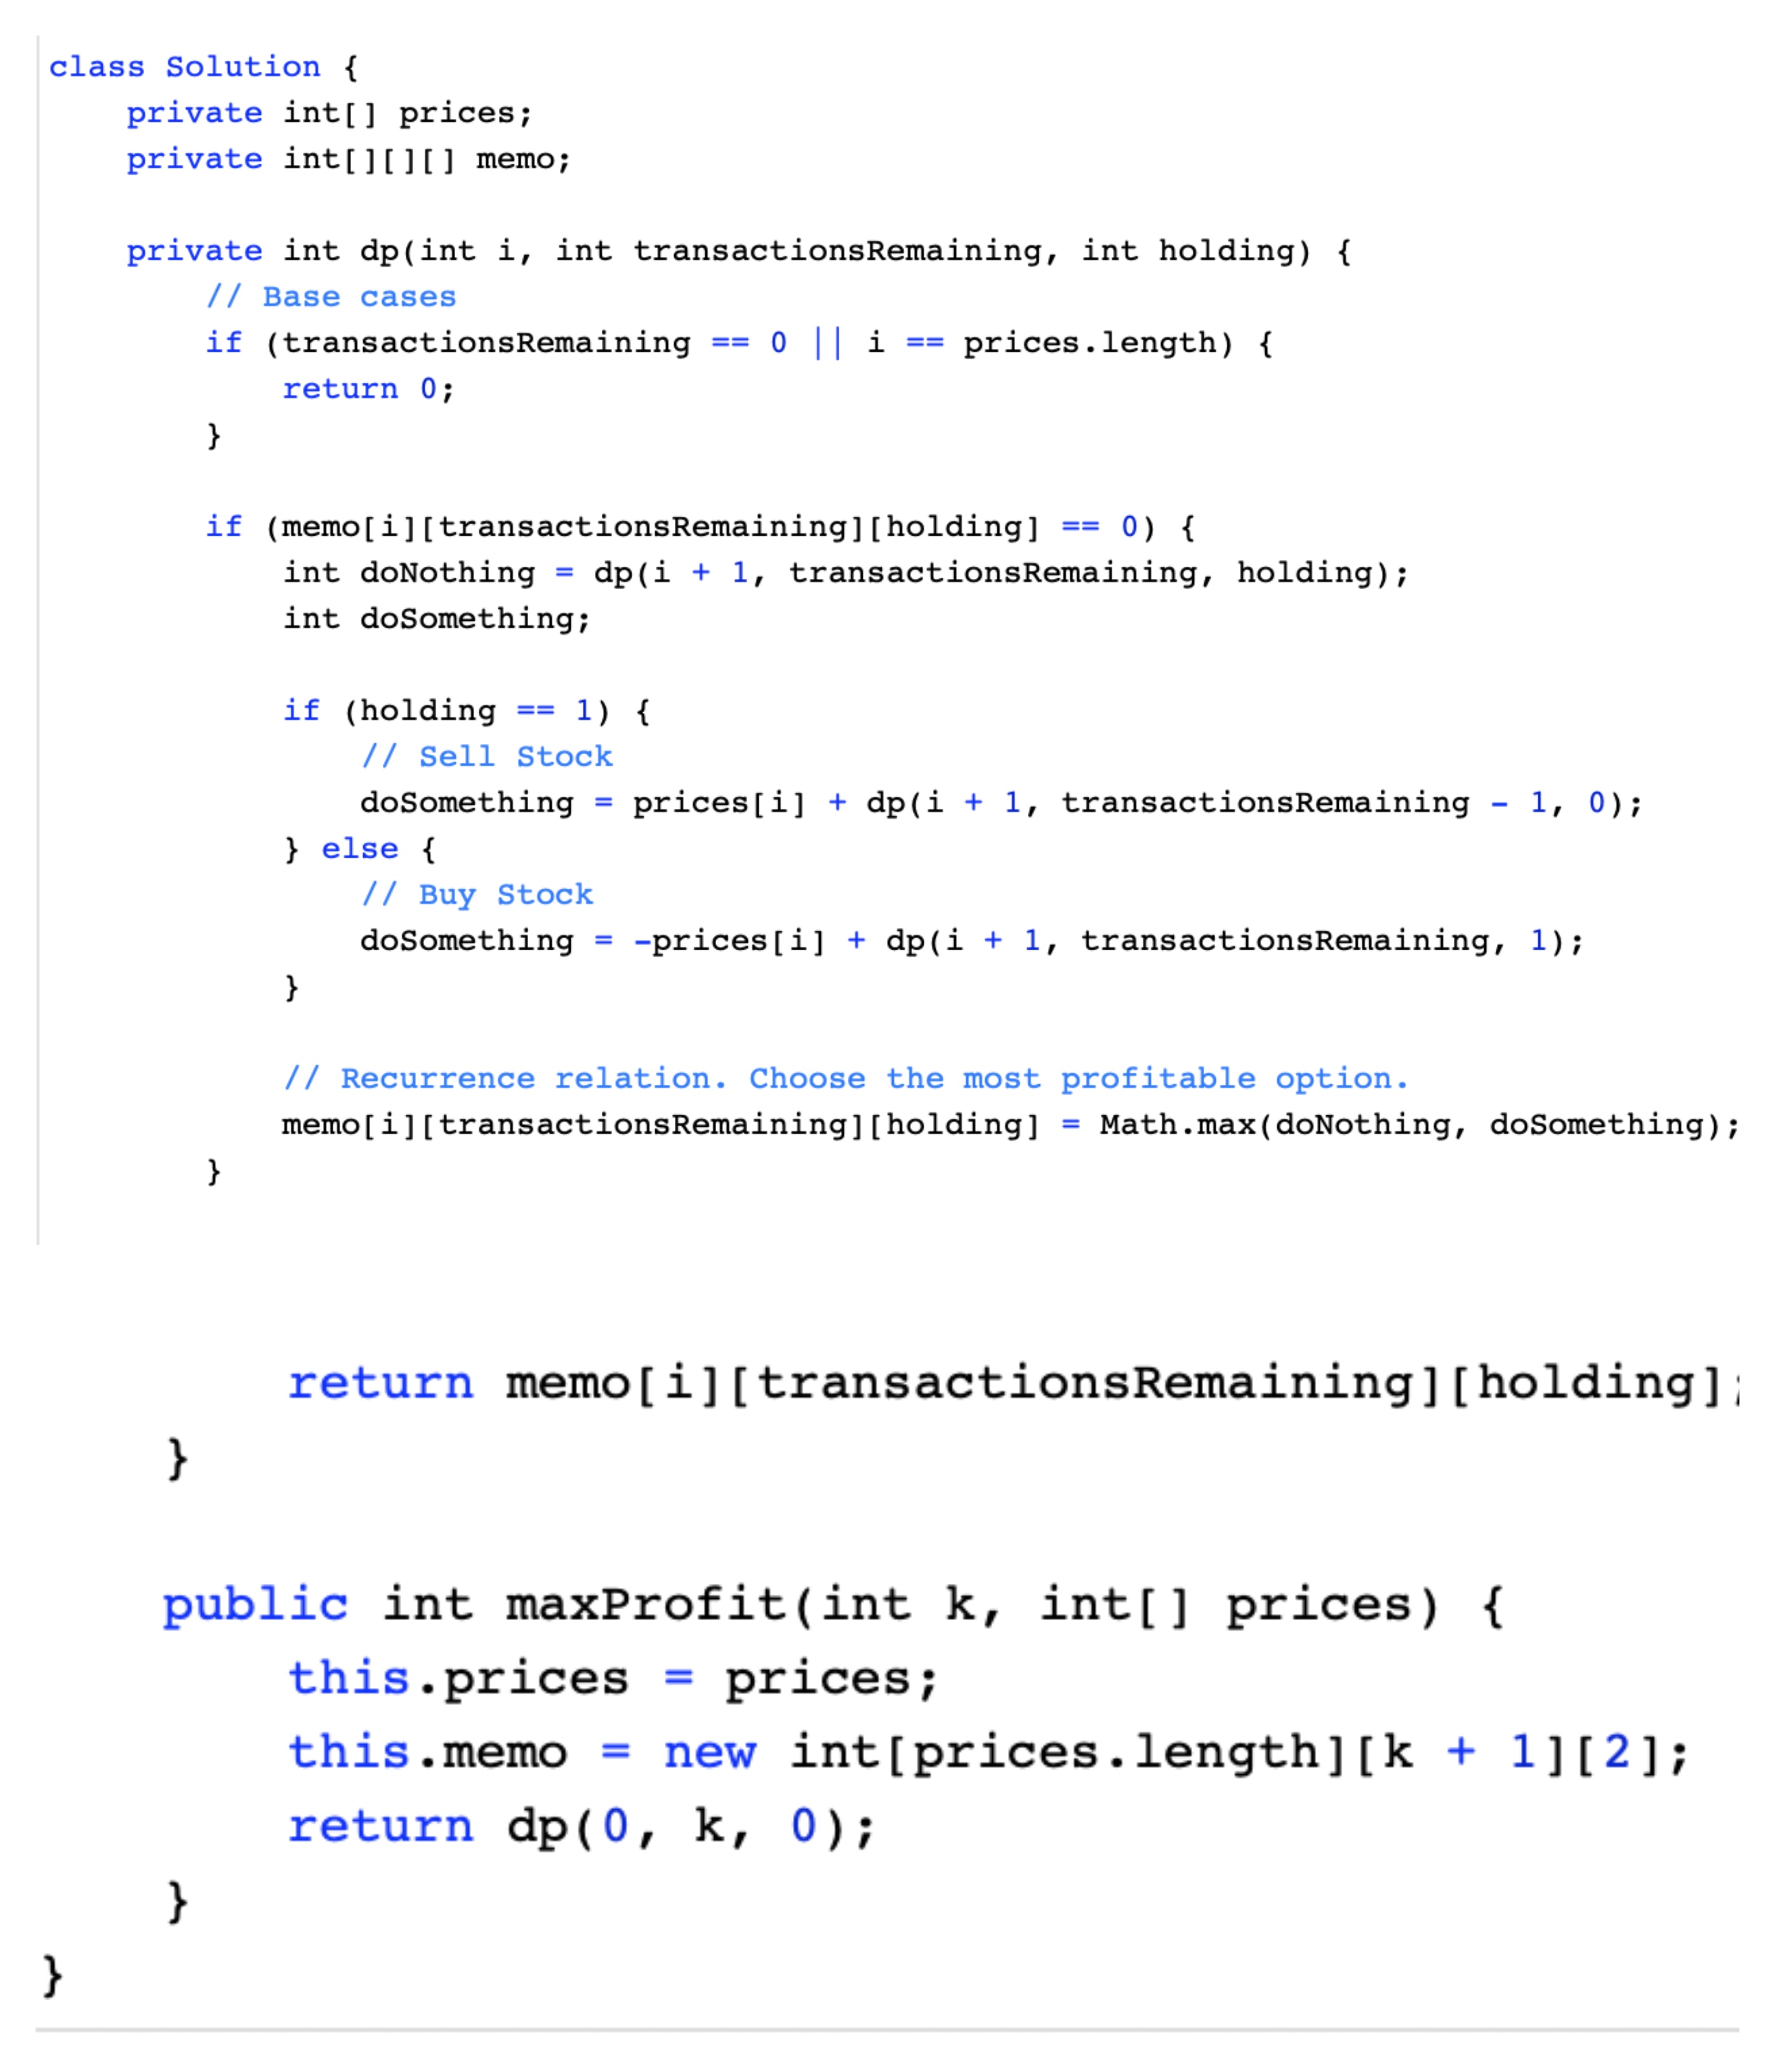 class Solution {
    private int[] prices;
    private int[][][] memo;
    private int dp(int i, int transactionsRemaining, int holding) {
        // Base cases
        if (transactionsRemaining == 0 || i == prices.length) {
            return 0;
        }
        if (memo[i][transactionsRemaining][holding] == 0) {
            int doNothing = dp(i + 1, transactionsRemaining, holding);
            int doSomething;
            if (holding == 1) {
                // Sell Stock
                doSomething = prices[i] + dp(i + 1, transactionsRemaining - 1, 0);
            } else {
                // Buy Stock
                doSomething = -prices[i] + dp(i + 1, transactionsRemaining, 1);
            }
            // Recurrence relation. Choose the most profitable option.
            memo[i][transactionsRemaining][holding] = Math.max(doNothing, doSomething);
        }
        return memo[i][transactionsRemaining][holding];
    }
    public int maxProfit(int k, int[] prices) {
        this.prices = prices;
        this.memo = new int[prices.length][k + 1][2];
        return dp(0, k, 0);
    }
}